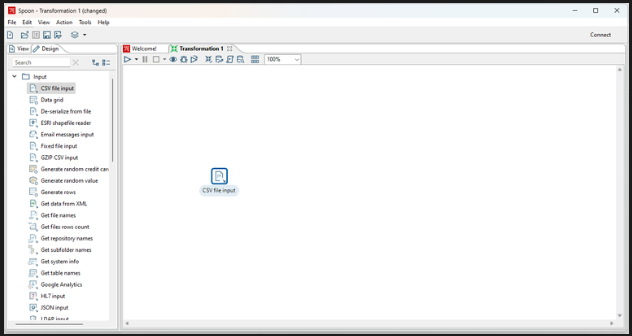 Spoon - Transformation 1 (changed)
File Edit View Action Tools Help
Connect
View Design
Welcome! Transformation 1
Search
100%
Input
CSV file input
Data grid
De-serialize from file
ESRI shapefile reader
Email messages input
Fixed file input
GZIP CSV input
Generate random credit car
Generate random value
Generate rows
Get data from XML
Get file names
Get files rows count
Get repository names
Get subfolder names
Get system info
Get table names
Google Analytics
HL7 input
JSON input
LDAP input
CSV file input